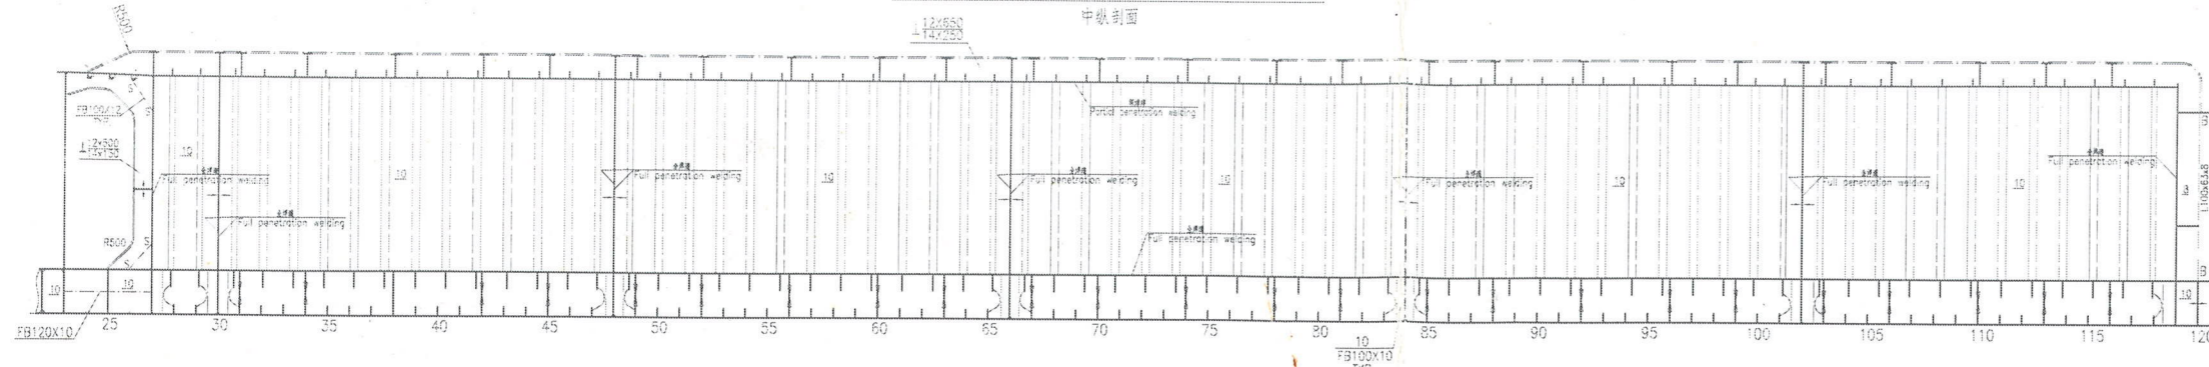 中纵剖面
R500
⊥ 12X650
14X250
FB100X12
⊥ 12X500
14X150
10
全焊透
Full penetration welding
全焊透
Full penetration welding
10
全焊透
Full penetration welding
10
深焊接
Partial penetration welding
全焊透
Full penetration welding
10
全焊透
Full penetration welding
全焊透
Full penetration welding
10
全焊透
Full penetration welding
10
全焊透
Full penetration welding
L100x63x8
B
B
S
S
R500
S
S
10
10
10
FB120X10
25 30 35 40 45 50 55 60 65 70 75 80 85 90 95 100 105 110 115 120
10
FB100X10